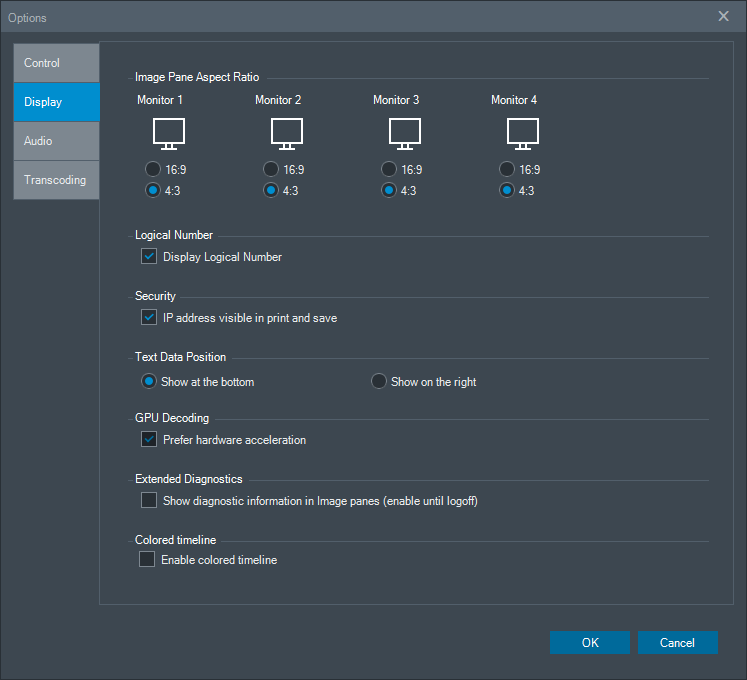 Options
Control
Display
Audio
Transcoding
Image Pane Aspect Ratio
Monitor 1 Monitor 2 Monitor 3 Monitor 4
16:9 16:9 16:9 16:9
4:3 4:3 4:3 4:3
Logical Number
Display Logical Number
Security
IP address visible in print and save
Text Data Position
Show at the bottom Show on the right
GPU Decoding
Prefer hardware acceleration
Extended Diagnostics
Show diagnostic information in Image panes (enable until logoff)
Colored timeline
Enable colored timeline
OK Cancel